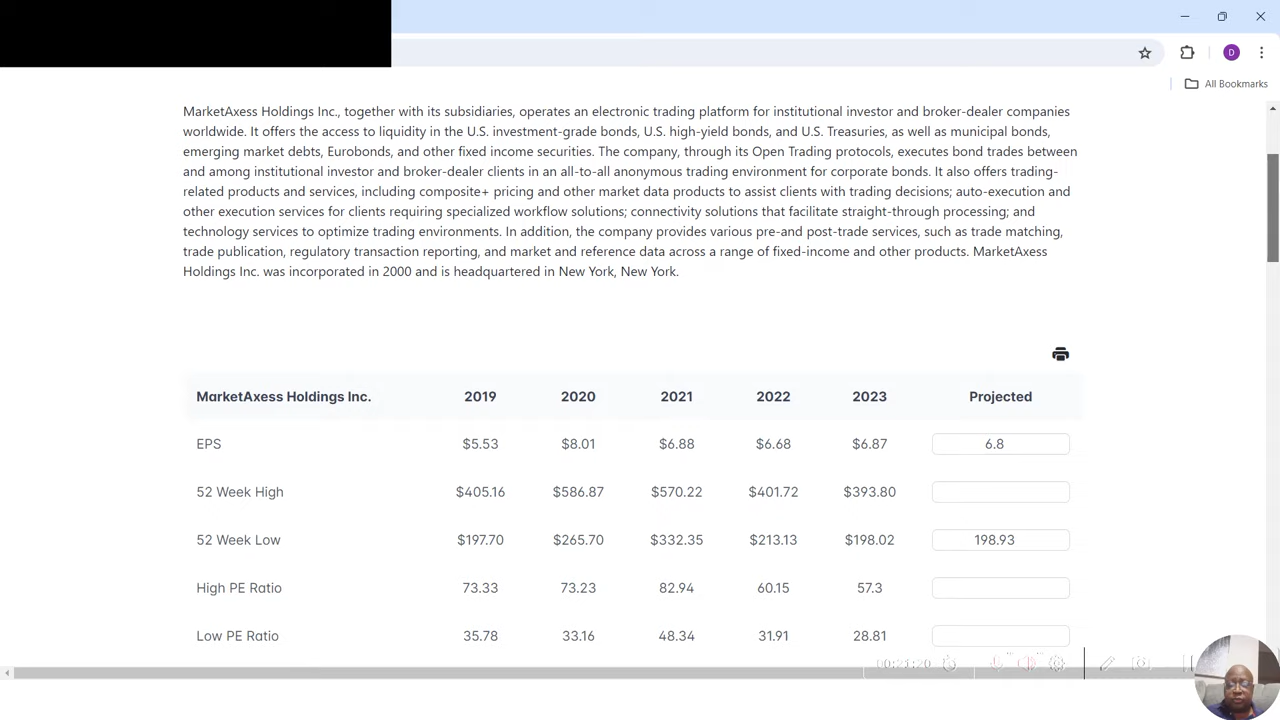 D
All Bookmarks
MarketAxess Holdings Inc., together with its subsidiaries, operates an electronic trading platform for institutional investor and broker-dealer companies
worldwide. It offers the access to liquidity in the U.S. investment-grade bonds, U.S. high-yield bonds, and U.S. Treasuries, as well as municipal bonds,
emerging market debts, Eurobonds, and other fixed income securities. The company, through its Open Trading protocols, executes bond trades between
and among institutional investor and broker-dealer clients in an all-to-all anonymous trading environment for corporate bonds. It also offers trading-
related products and services, including composite+ pricing and other market data products to assist clients with trading decisions; auto-execution and
other execution services for clients requiring specialized workflow solutions; connectivity solutions that facilitate straight-through processing; and
technology services to optimize trading environments. In addition, the company provides various pre-and post-trade services, such as trade matching,
trade publication, regulatory transaction reporting, and market and reference data across a range of fixed-income and other products. MarketAxess
Holdings Inc. was incorporated in 2000 and is headquartered in New York, New York.
MarketAxess Holdings Inc. 2019 2020 2021 2022 2023 Projected
EPS $5.53 $8.01 $6.88 $6.68 $6.87 6.8
52 Week High $405.16 $586.87 $570.22 $401.72 $393.80
52 Week Low $197.70 $265.70 $332.35 $213.13 $198.02 198.93
High PE Ratio 73.33 73.23 82.94 60.15 57.3
Low PE Ratio 35.78 33.16 48.34 31.91 28.81